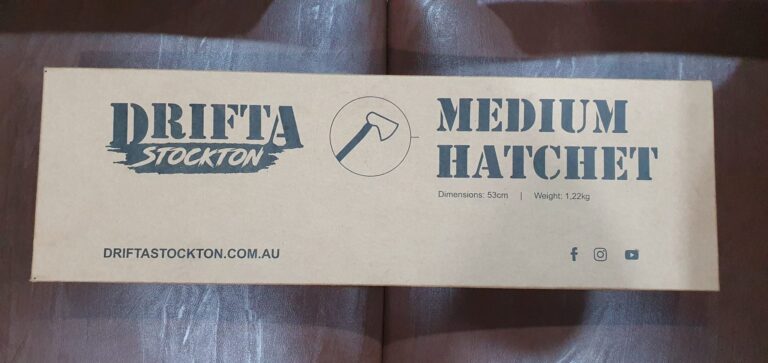 DRIFTA
STOCKTON
MEDIUM
HATCHET
Dimensions: 53cm | Weight: 1,22kg
DRIFTASTOCKTON.COM.AU